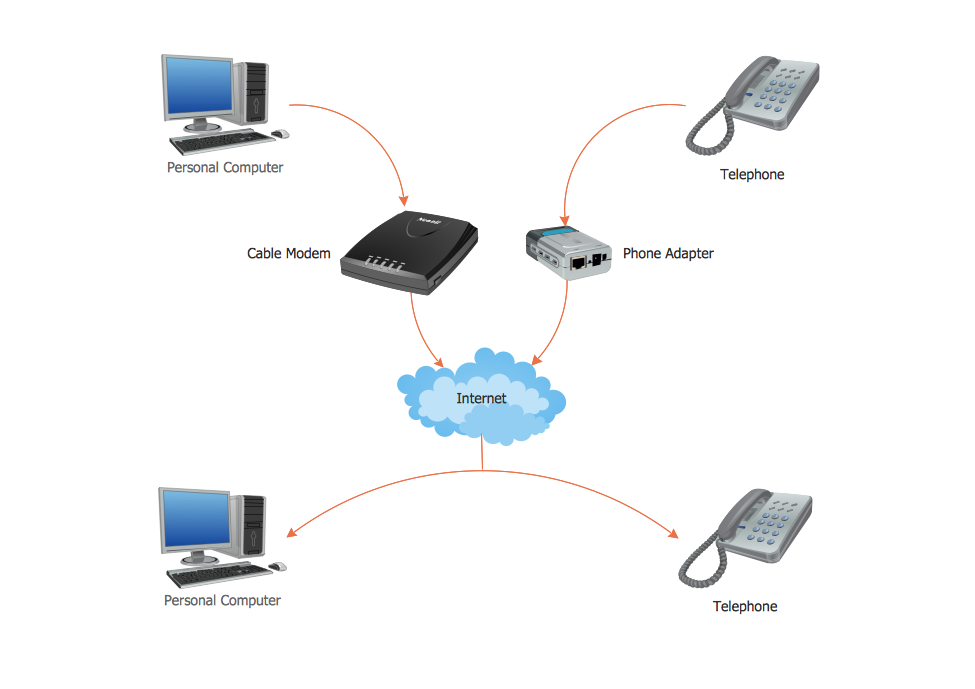 Personal Computer
Telephone
Cable Modem
Phone Adapter
Internet
Personal Computer
Telephone